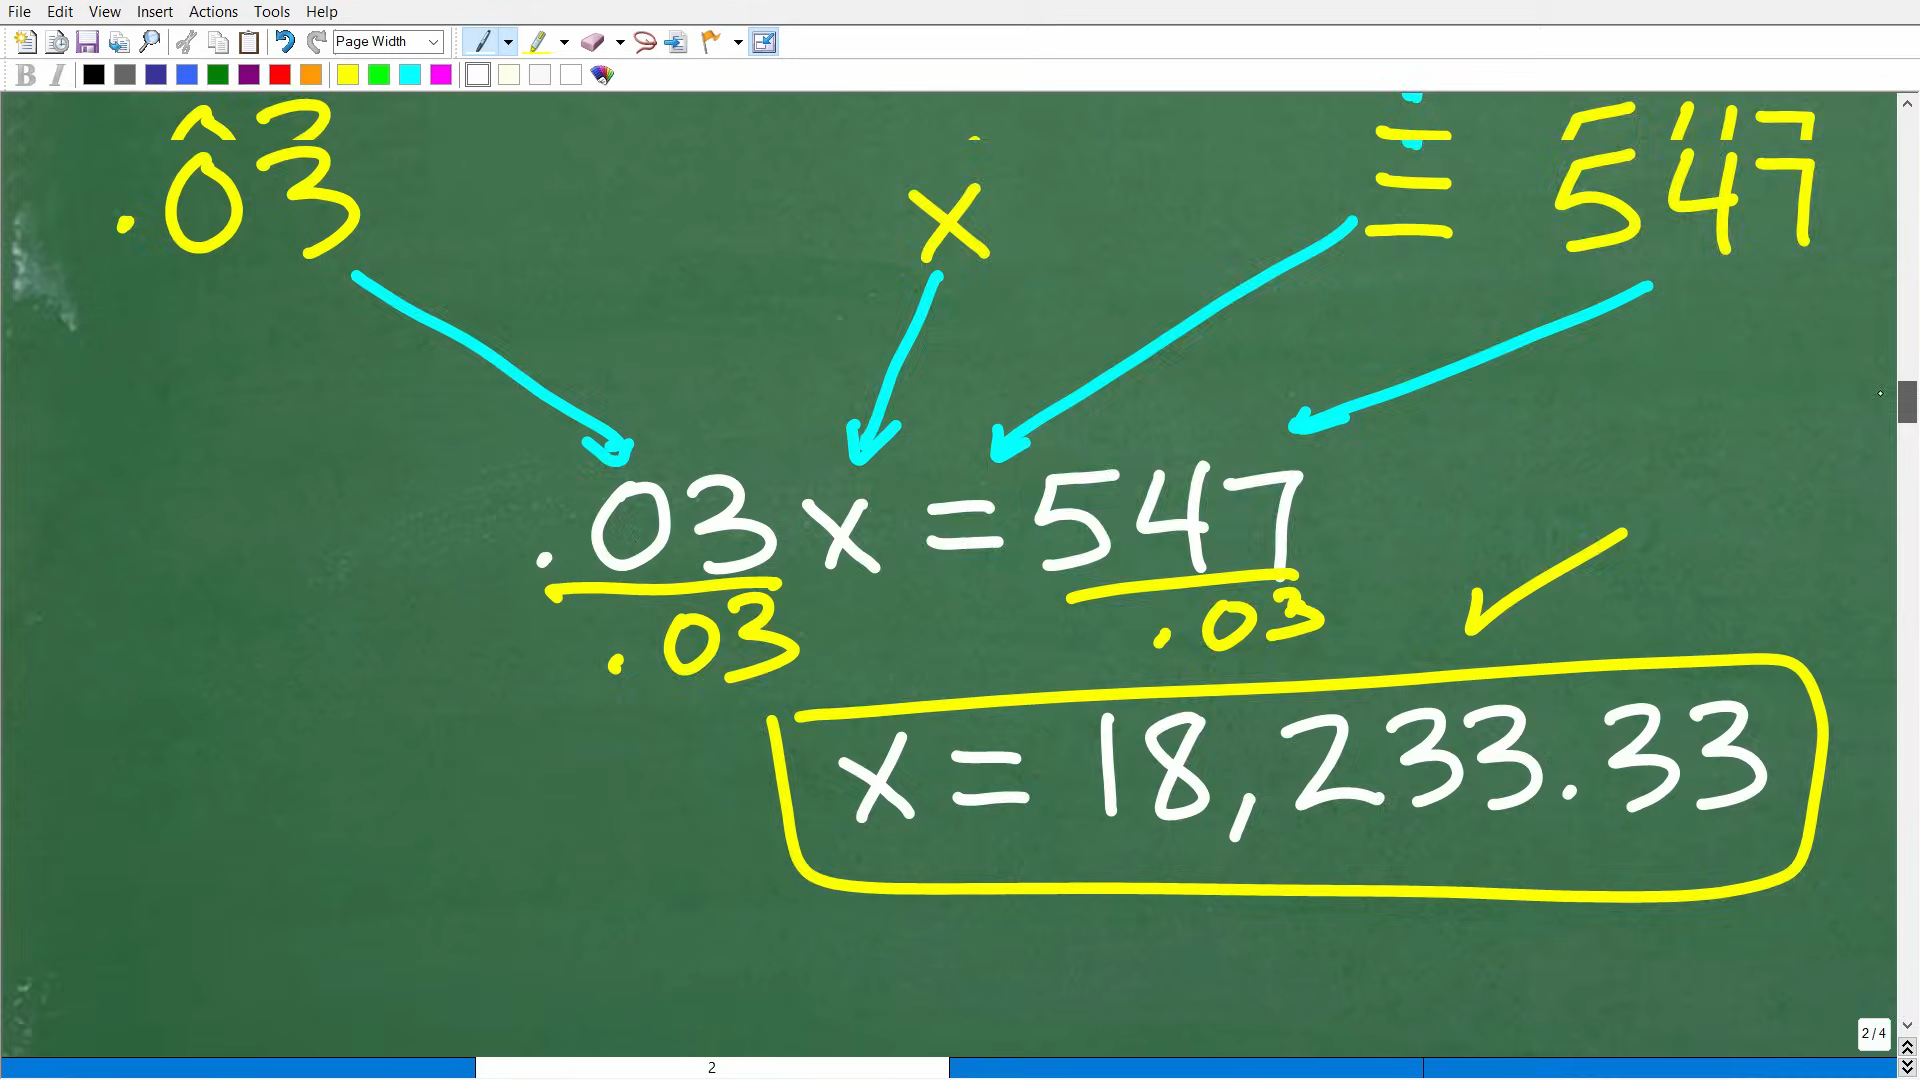 File Edit View Insert Actions Tools Help
Page Width
B I
.03 x = 547
.03x = 547
.03 .03
x = 18,233.33
2 / 4
2